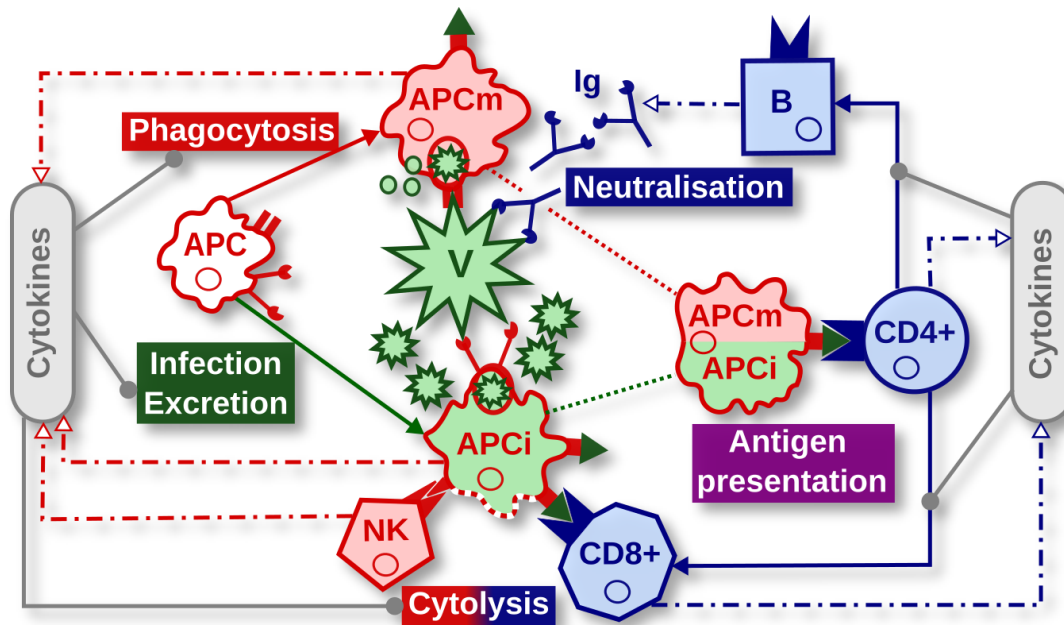 APCm
Ig
B
Phagocytosis
Neutralisation
APC
V
Cytokines
Cytokines
APCm
APCi
CD4+
Infection
Excretion
APCi
Antigen
presentation
NK
CD8+
Cytolysis